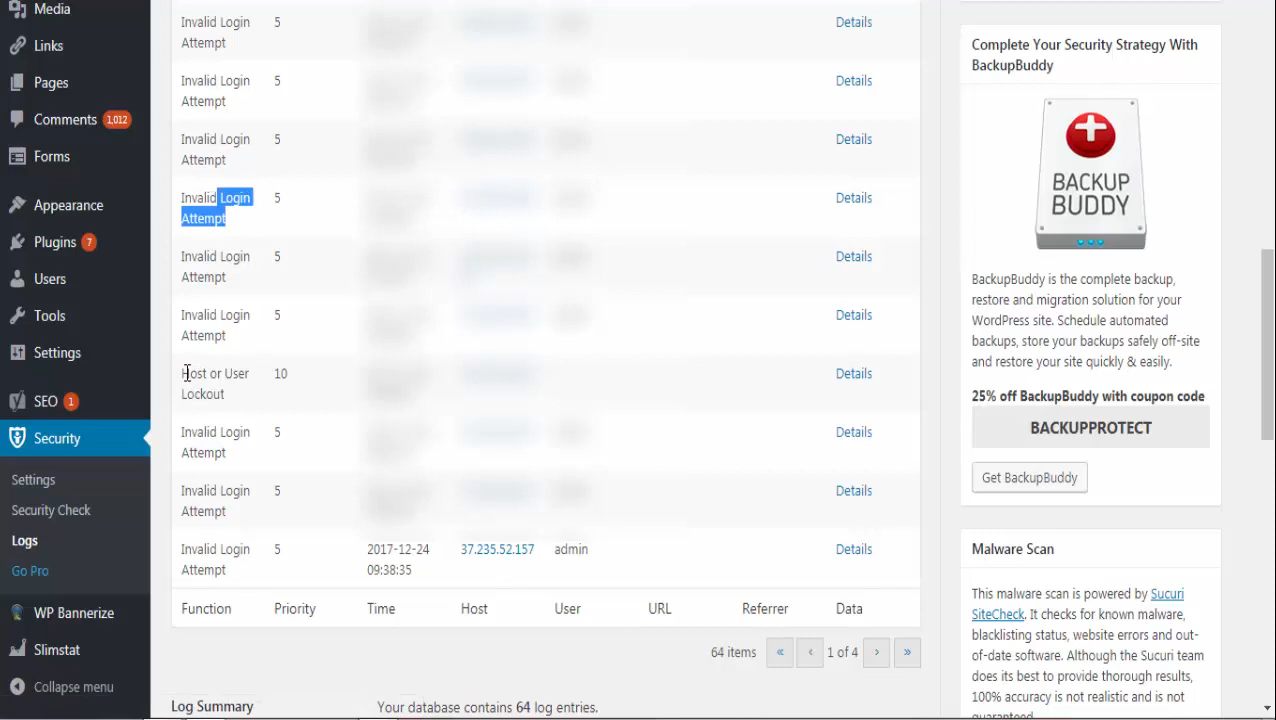 Media
Links
Pages
Comments 1,012
Forms
Appearance
Plugins 7
Users
Tools
Settings
SEO 1
Security
Settings
Security Check
Logs
Go Pro
WP Bannerize
Slimstat
Collapse menu
Invalid Login 5 Details
Attempt
Invalid Login 5 Details
Attempt
Invalid Login 5 Details
Attempt
Invalid Login 5 Details
Attempt
Invalid Login 5 Details
Attempt
Invalid Login 5 Details
Attempt
Host or User 10 Details
Lockout
Invalid Login 5 Details
Attempt
Invalid Login 5 Details
Attempt
Invalid Login 5 2017-12-24 37.235.52.157 admin Details
Attempt 09:38:35
Function Priority Time Host User URL Referrer Data
64 items « ‹ 1 of 4 › »
Log Summary Your database contains 64 log entries.
Complete Your Security Strategy With
BackupBuddy
BACKUP
BUDDY
BackupBuddy is the complete backup,
restore and migration solution for your
WordPress site. Schedule automated
backups, store your backups safely off-site
and restore your site quickly & easily.
25% off BackupBuddy with coupon code
BACKUPPROTECT
Get BackupBuddy
Malware Scan
This malware scan is powered by Sucuri
SiteCheck. It checks for known malware,
blacklisting status, website errors and out-
of-date software. Although the Sucuri team
does its best to provide thorough results,
100% accuracy is not realistic and is not
guaranteed.